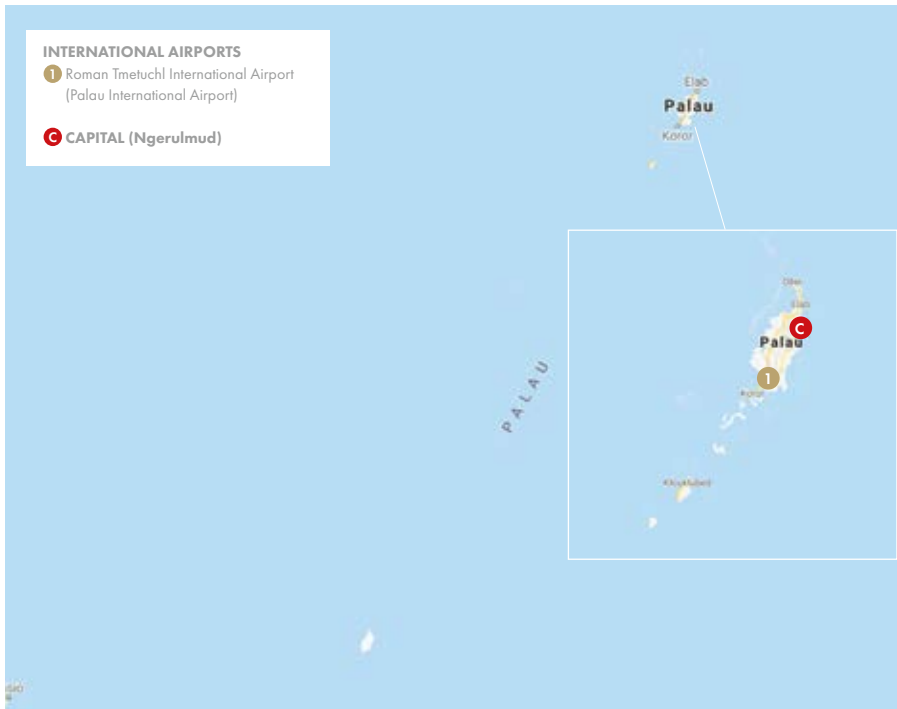 INTERNATIONAL AIRPORTS
1 Roman Tmetuchl International Airport
(Palau International Airport)
C CAPITAL (Ngerulmud)
Elab
Palau
Koror
PALAU
Elab
C
Palau
1
Koror